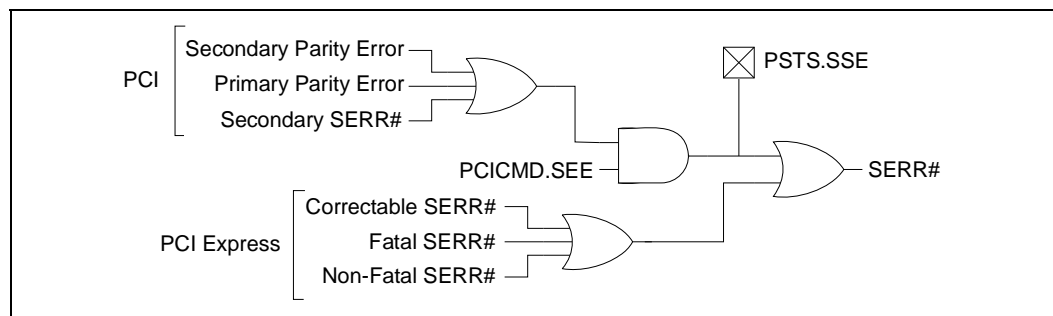 PCI
Secondary Parity Error
Primary Parity Error
Secondary SERR#
PCICMD.SEE
PSTS.SSE
SERR#
PCI Express
Correctable SERR#
Fatal SERR#
Non-Fatal SERR#